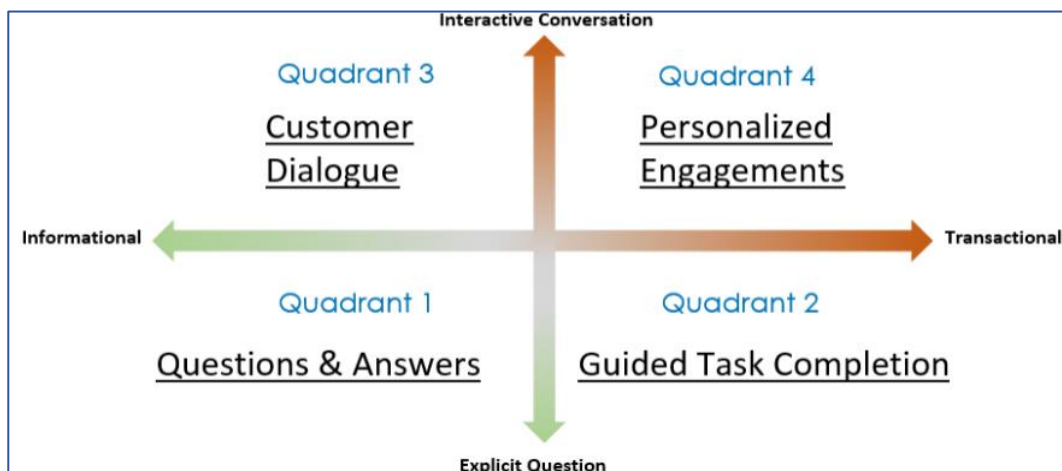 Interactive Conversation
Quadrant 3
Customer
Dialogue
Quadrant 4
Personalized
Engagements
Informational
Transactional
Quadrant 1
Questions & Answers
Quadrant 2
Guided Task Completion
Explicit Question